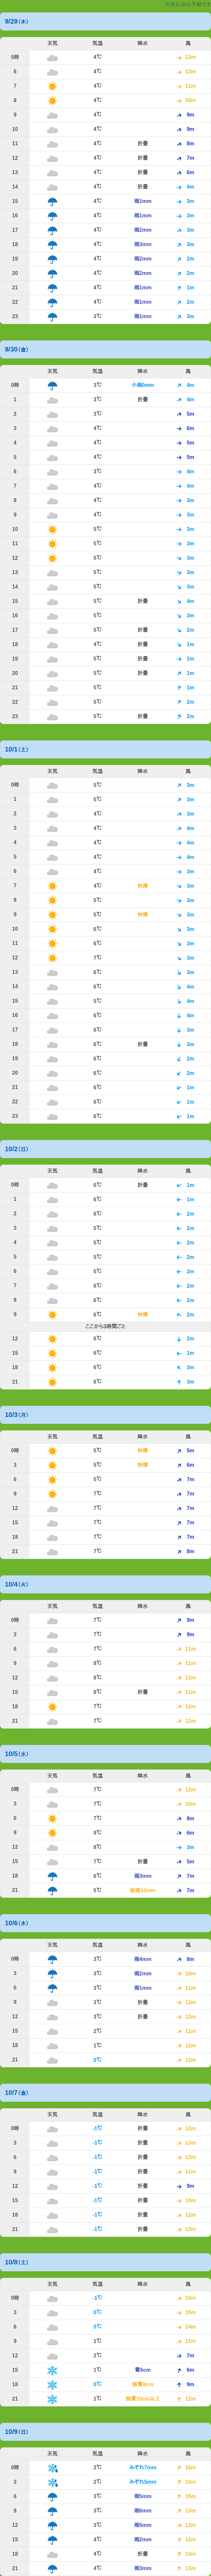 9/29(木)
天気 気温 降水 風
5時 4℃ 13m
6 4℃ 13m
7 4℃ 11m
8 4℃ 10m
9 4℃ 9m
10 4℃ 9m
11 4℃ 折畳 8m
12 4℃ 折畳 7m
13 4℃ 折畳 6m
14 4℃ 折畳 4m
15 4℃ 雨1mm 3m
16 4℃ 雨1mm 3m
17 4℃ 雨2mm 3m
18 4℃ 雨3mm 3m
19 4℃ 雨2mm 2m
20 4℃ 雨2mm 2m
21 4℃ 雨1mm 1m
22 4℃ 雨1mm 2m
23 4℃ 雨1mm 3m
9/30(金)
天気 気温 降水 風
0時 3℃ 小雨0mm 4m
1 3℃ 折畳 4m
2 3℃ 5m
3 4℃ 6m
4 4℃ 5m
5 4℃ 5m
6 3℃ 4m
7 4℃ 4m
8 4℃ 3m
9 4℃ 3m
10 5℃ 3m
11 5℃ 3m
12 5℃ 3m
13 5℃ 3m
14 5℃ 3m
15 5℃ 折畳 4m
16 5℃ 3m
17 5℃ 折畳 2m
18 4℃ 折畳 1m
19 5℃ 折畳 1m
20 5℃ 折畳 1m
21 5℃ 1m
22 5℃ 2m
23 5℃ 折畳 2m
10/1(土)
天気 気温 降水 風
0時 5℃ 3m
1 5℃ 3m
2 4℃ 3m
3 4℃ 4m
4 4℃ 4m
5 4℃ 4m
6 4℃ 3m
7 4℃ 快晴 3m
8 5℃ 3m
9 5℃ 快晴 3m
10 6℃ 3m
11 6℃ 3m
12 7℃ 3m
13 6℃ 3m
14 6℃ 4m
15 5℃ 4m
16 6℃ 4m
17 6℃ 3m
18 6℃ 折畳 3m
19 6℃ 2m
20 6℃ 2m
21 6℃ 1m
22 6℃ 1m
23 6℃ 1m
10/2(日)
天気 気温 降水 風
0時 6℃ 折畳 1m
1 6℃ 1m
2 6℃ 2m
3 5℃ 2m
4 5℃ 2m
5 5℃ 2m
6 5℃ 2m
7 6℃ 2m
8 6℃ 2m
9 6℃ 快晴 2m
ここから3時間ごと
12 6℃ 2m
15 6℃ 1m
18 6℃ 3m
21 6℃ 3m
10/3(月)
天気 気温 降水 風
0時 5℃ 快晴 5m
3 5℃ 快晴 6m
6 5℃ 7m
9 7℃ 7m
12 7℃ 7m
15 7℃ 7m
18 7℃ 7m
21 7℃ 8m
10/4(火)
天気 気温 降水 風
0時 7℃ 9m
3 7℃ 9m
6 7℃ 11m
9 8℃ 11m
12 8℃ 11m
15 8℃ 折畳 11m
18 7℃ 12m
21 7℃ 12m
10/5(水)
天気 気温 降水 風
0時 7℃ 12m
3 7℃ 10m
6 7℃ 8m
9 8℃ 6m
12 8℃ 3m
15 7℃ 折畳 5m
18 6℃ 雨3mm 7m
21 5℃ 強雨10mm 7m
10/6(木)
天気 気温 降水 風
0時 3℃ 雨4mm 8m
3 3℃ 雨2mm 10m
6 3℃ 雨1mm 11m
9 3℃ 折畳 12m
12 3℃ 折畳 12m
15 2℃ 11m
18 1℃ 12m
21 0℃ 12m
10/7(金)
天気 気温 降水 風
0時 -1℃ 折畳 12m
3 -1℃ 折畳 13m
6 -1℃ 折畳 13m
9 -1℃ 折畳 11m
12 -1℃ 折畳 9m
15 -1℃ 折畳 10m
18 -1℃ 折畳 12m
21 -1℃ 折畳 13m
10/8(土)
天気 気温 降水 風
0時 -1℃ 15m
3 0℃ 15m
6 0℃ 14m
9 1℃ 11m
12 2℃ 7m
15 1℃ 雪6cm 6m
18 0℃ 強雪8cm 9m
21 1℃ 強雪10cm以上 12m
10/9(日)
天気 気温 降水 風
0時 2℃ みぞれ7mm 16m
3 2℃ みぞれ5mm 15m
6 3℃ 雨5mm 15m
9 3℃ 雨6mm 13m
12 3℃ 雨5mm 12m
15 4℃ 雨2mm 12m
18 4℃ 折畳 13m
21 4℃ 雨3mm 13m